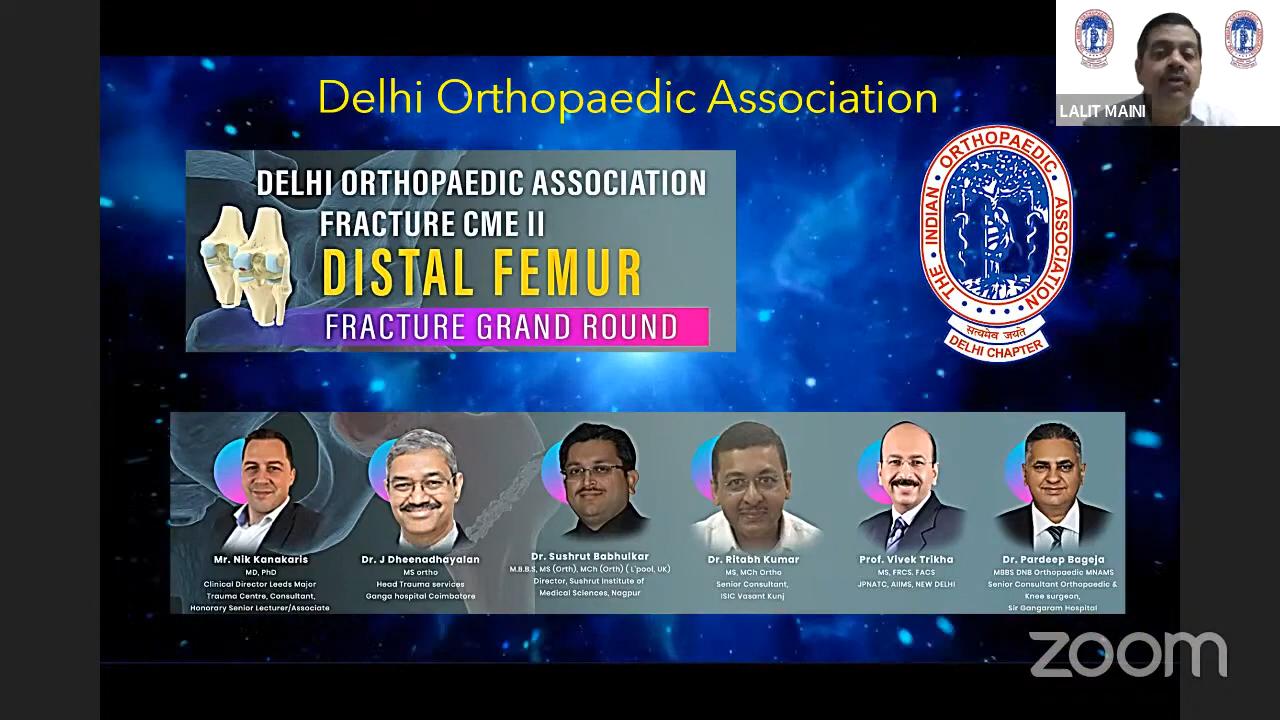 Delhi Orthopaedic Association
LALIT MAINI
DELHI ORTHOPAEDIC ASSOCIATION
FRACTURE CME II
DISTAL FEMUR
FRACTURE GRAND ROUND
THE INDIAN ORTHOPAEDIC ASSOCIATION
सत्यमेव जयते
DELHI CHAPTER
Mr. Nik Kanakaris
MD, PhD
Clinical Director Leeds Major
Trauma Centre, Consultant,
Honorary Senior Lecturer/Associate
Dr. J Dheenadhayalan
MS ortho
Head Trauma services
Ganga hospital Coimbatore
Dr. Sushrut Babhulkar
M.B.B.S, MS (Orth), MCh (Orth) ( L'pool, UK)
Director, Sushrut Institute of
Medical Sciences, Nagpur
Dr. Ritabh Kumar
MS, MCh Ortho
Senior Consultant,
ISIC Vasant Kunj
Prof. Vivek Trikha
MS, FRCS, FACS
JPNATC, AIIMS, NEW DELHI
Dr. Pardeep Bageja
MBBS DNB Orthopaedic MNAMS
Senior Consultant Orthopaedic &
Knee surgeon,
Sir Gangaram Hospital
zoom